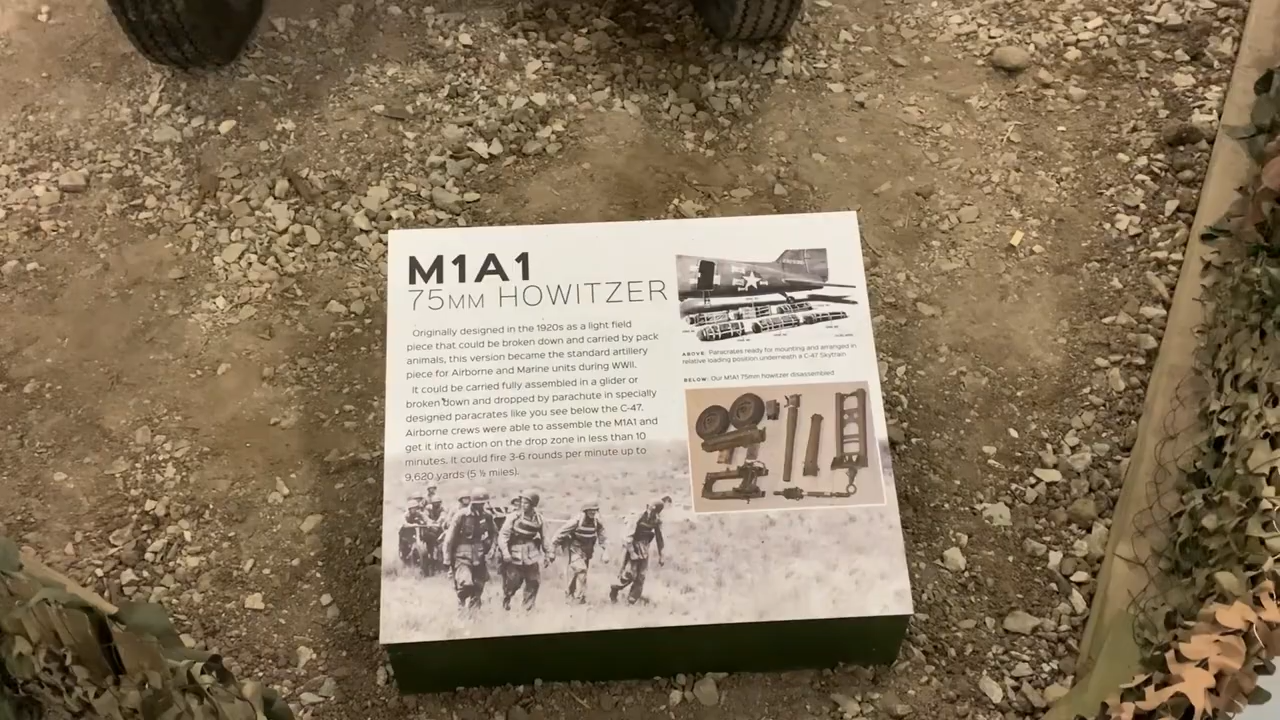 M1A1
75MM HOWITZER
Originally designed in the 1920s as a light field
piece that could be broken down and carried by pack
animals, this version became the standard artillery
piece for Airborne and Marine units during WWII.
It could be carried fully assembled in a glider or
broken down and dropped by parachute in specially
designed paracrates like you see below the C-47.
Airborne crews were able to assemble the M1A1 and
get it into action on the drop zone in less than 10
minutes. It could fire 3-6 rounds per minute up to
9,620 yards (5 ½ miles).
ABOVE: Paracrates ready for mounting and arranged in
relative loading position underneath a C-47 Skytrain
BELOW: Our M1A1 75mm howitzer disassembled